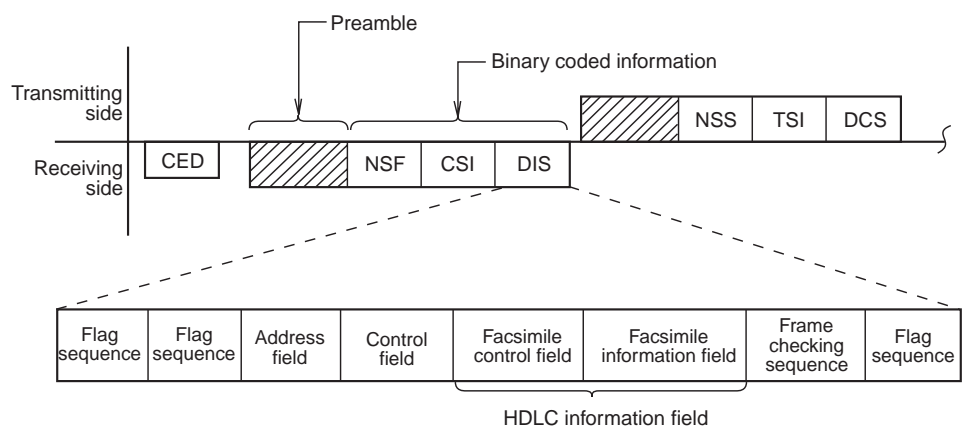 Preamble
Binary coded information
Transmitting
side
NSS TSI DCS
CED
NSF CSI DIS
Receiving
side
Flag
sequence
Flag
sequence
Address
field
Control
field
Facsimile
control field
Facsimile
information field
Frame
checking
sequence
Flag
sequence
HDLC information field